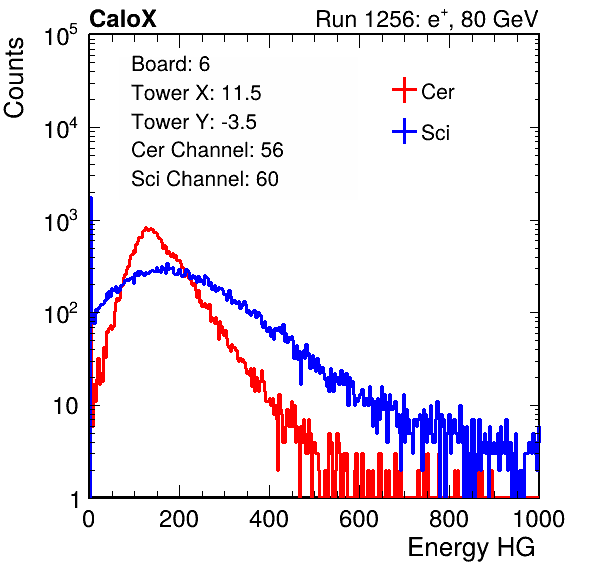 CaloX Run 1256: e⁺, 80 GeV
Board: 6
Tower X: 11.5
Tower Y: -3.5
Cer Channel: 56
Sci Channel: 60
Cer
Sci
Counts
10⁵
10⁴
10³
10²
10
1
0 200 400 600 800 1000
Energy HG